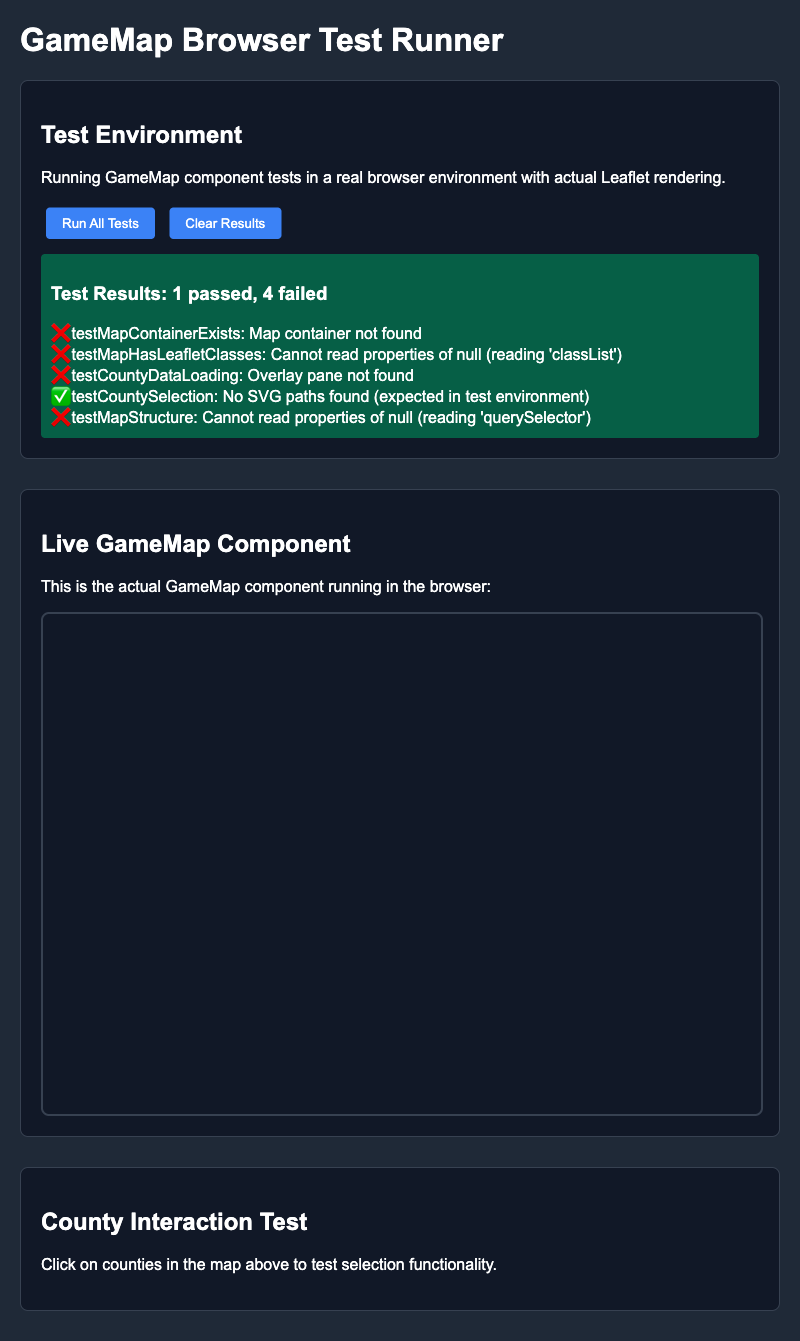 GameMap Browser Test Runner
Test Environment
Running GameMap component tests in a real browser environment with actual Leaflet rendering.
Run All Tests
Clear Results
Test Results: 1 passed, 4 failed
❌testMapContainerExists: Map container not found
❌testMapHasLeafletClasses: Cannot read properties of null (reading 'classList')
❌testCountyDataLoading: Overlay pane not found
✅testCountySelection: No SVG paths found (expected in test environment)
❌testMapStructure: Cannot read properties of null (reading 'querySelector')
Live GameMap Component
This is the actual GameMap component running in the browser:
County Interaction Test
Click on counties in the map above to test selection functionality.